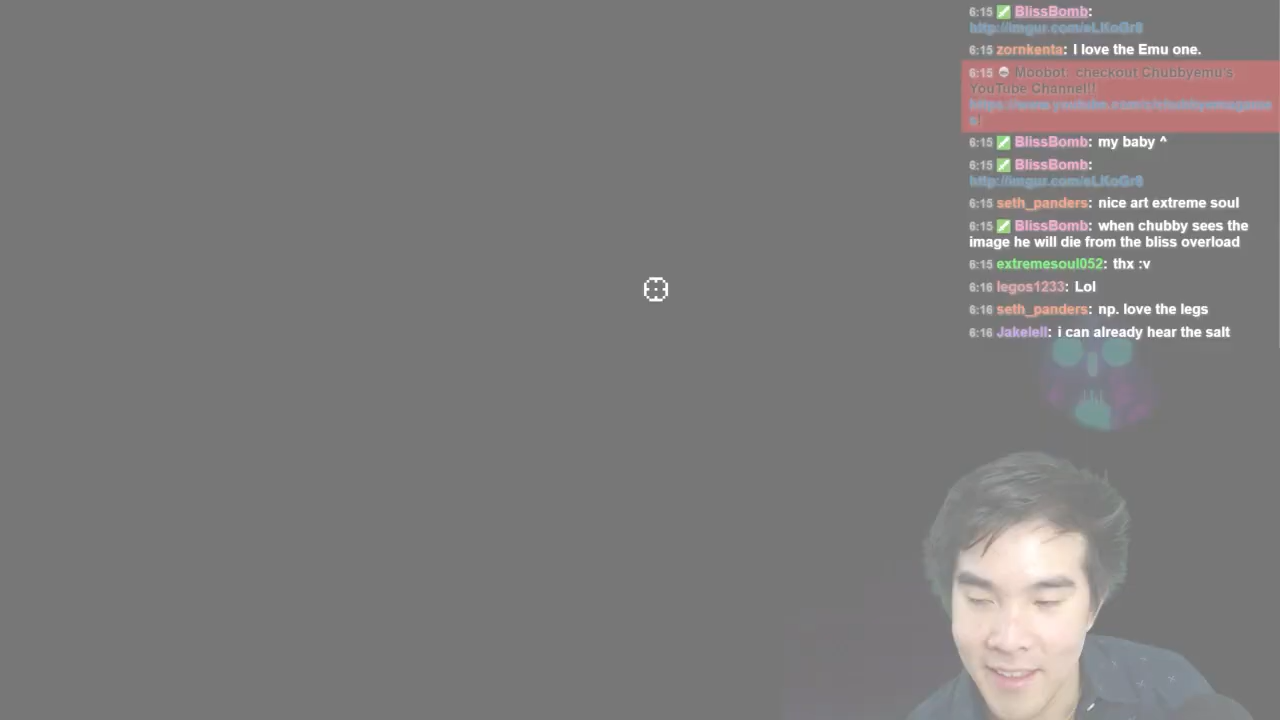 6:15 BlissBomb:
http://imgur.com/eLKoGr8
6:15 zornkenta: I love the Emu one.
6:15 Moobot: checkout Chubbyemu's
YouTube Channel!!
6:15 BlissBomb: my baby ^
6:15 BlissBomb:
http://imgur.com/eLKoGr8
6:15 seth_panders: nice art extreme soul
6:15 BlissBomb: when chubby sees the
image he will die from the bliss overload
6:15 extremesoul052: thx :v
6:16 legos1233: Lol
6:16 seth_panders: np. love the legs
6:16 Jakelell: i can already hear the salt